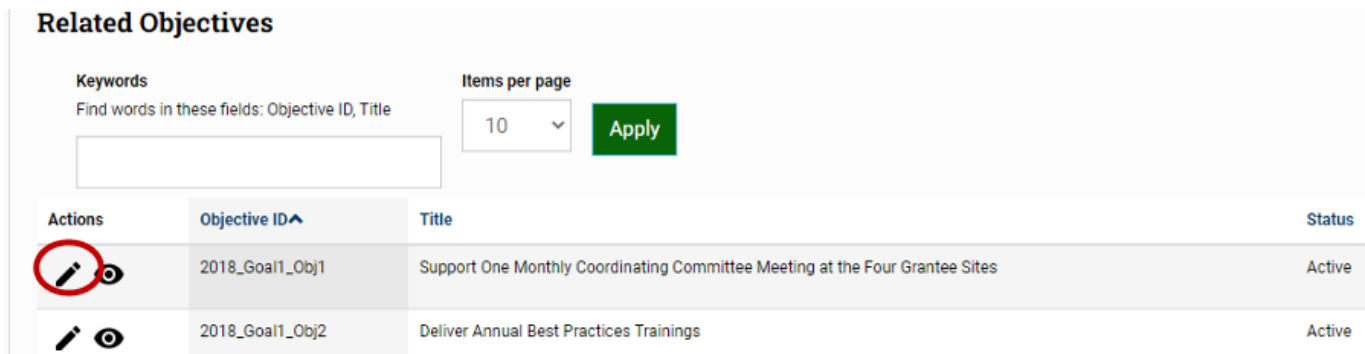 Related Objectives
Keywords
Find words in these fields: Objective ID, Title
Items per page
10
Apply
Actions Objective ID Title Status
2018_Goal1_Obj1 Support One Monthly Coordinating Committee Meeting at the Four Grantee Sites Active
2018_Goal1_Obj2 Deliver Annual Best Practices Trainings Active